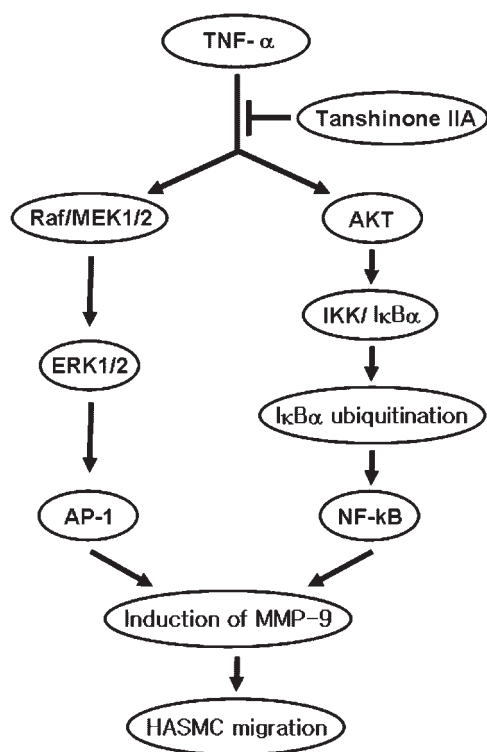 TNF- α
Tanshinone IIA
Raf/MEK1/2
AKT
IKK/ IκBα
ERK1/2
IκBα ubiquitination
AP-1
NF-kB
Induction of MMP-9
HASMC migration